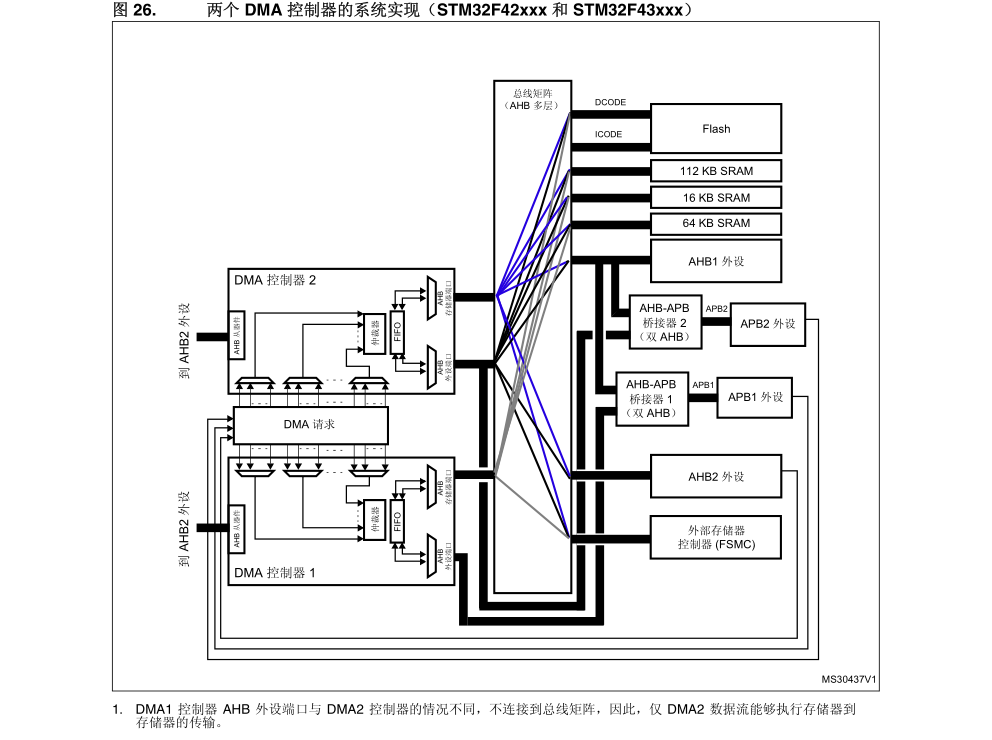 图 26. 两个 DMA 控制器的系统实现（STM32F42xxx 和 STM32F43xxx）
总线矩阵
（AHB 多层）
DCODE
ICODE
Flash
112 KB SRAM
16 KB SRAM
64 KB SRAM
AHB1 外设
DMA 控制器 2
到 AHB2 外设
AHB 从器件
仲裁器
FIFO
AHB
存储器端口
AHB
外设端口
AHB-APB
桥接器 2
（双 AHB）
APB2
APB2 外设
AHB-APB
桥接器 1
（双 AHB）
APB1
APB1 外设
DMA 请求
AHB2 外设
到 AHB2 外设
AHB 从器件
仲裁器
FIFO
AHB
存储器端口
AHB
外设端口
DMA 控制器 1
外部存储器
控制器 (FSMC)
MS30437V1
1. DMA1 控制器 AHB 外设端口与 DMA2 控制器的情况不同，不连接到总线矩阵，因此，仅 DMA2 数据流能够执行存储器到
存储器的传输。